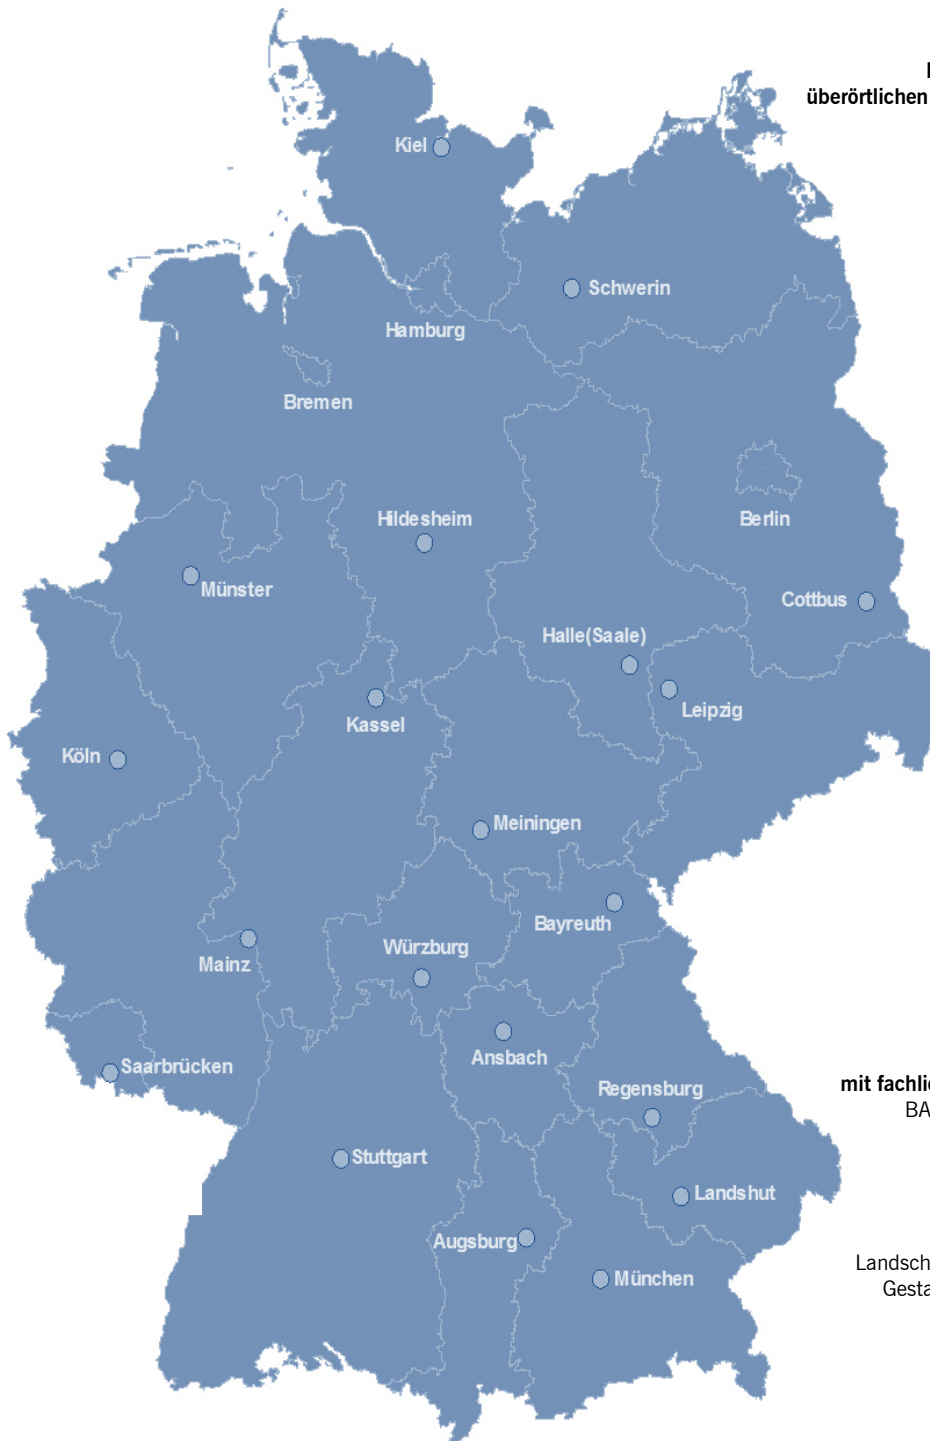 überörtlichen
Kiel
Schwerin
Hamburg
Bremen
Hildesheim
Berlin
Münster
Cottbus
Halle(Saale)
Leipzig
Kassel
Köln
Meiningen
Bayreuth
Würzburg
Mainz
Ansbach
Saarbrücken
Regensburg
mit
BA
Stuttgart
Landshut
Augsburg
Landsch
Gesta
München